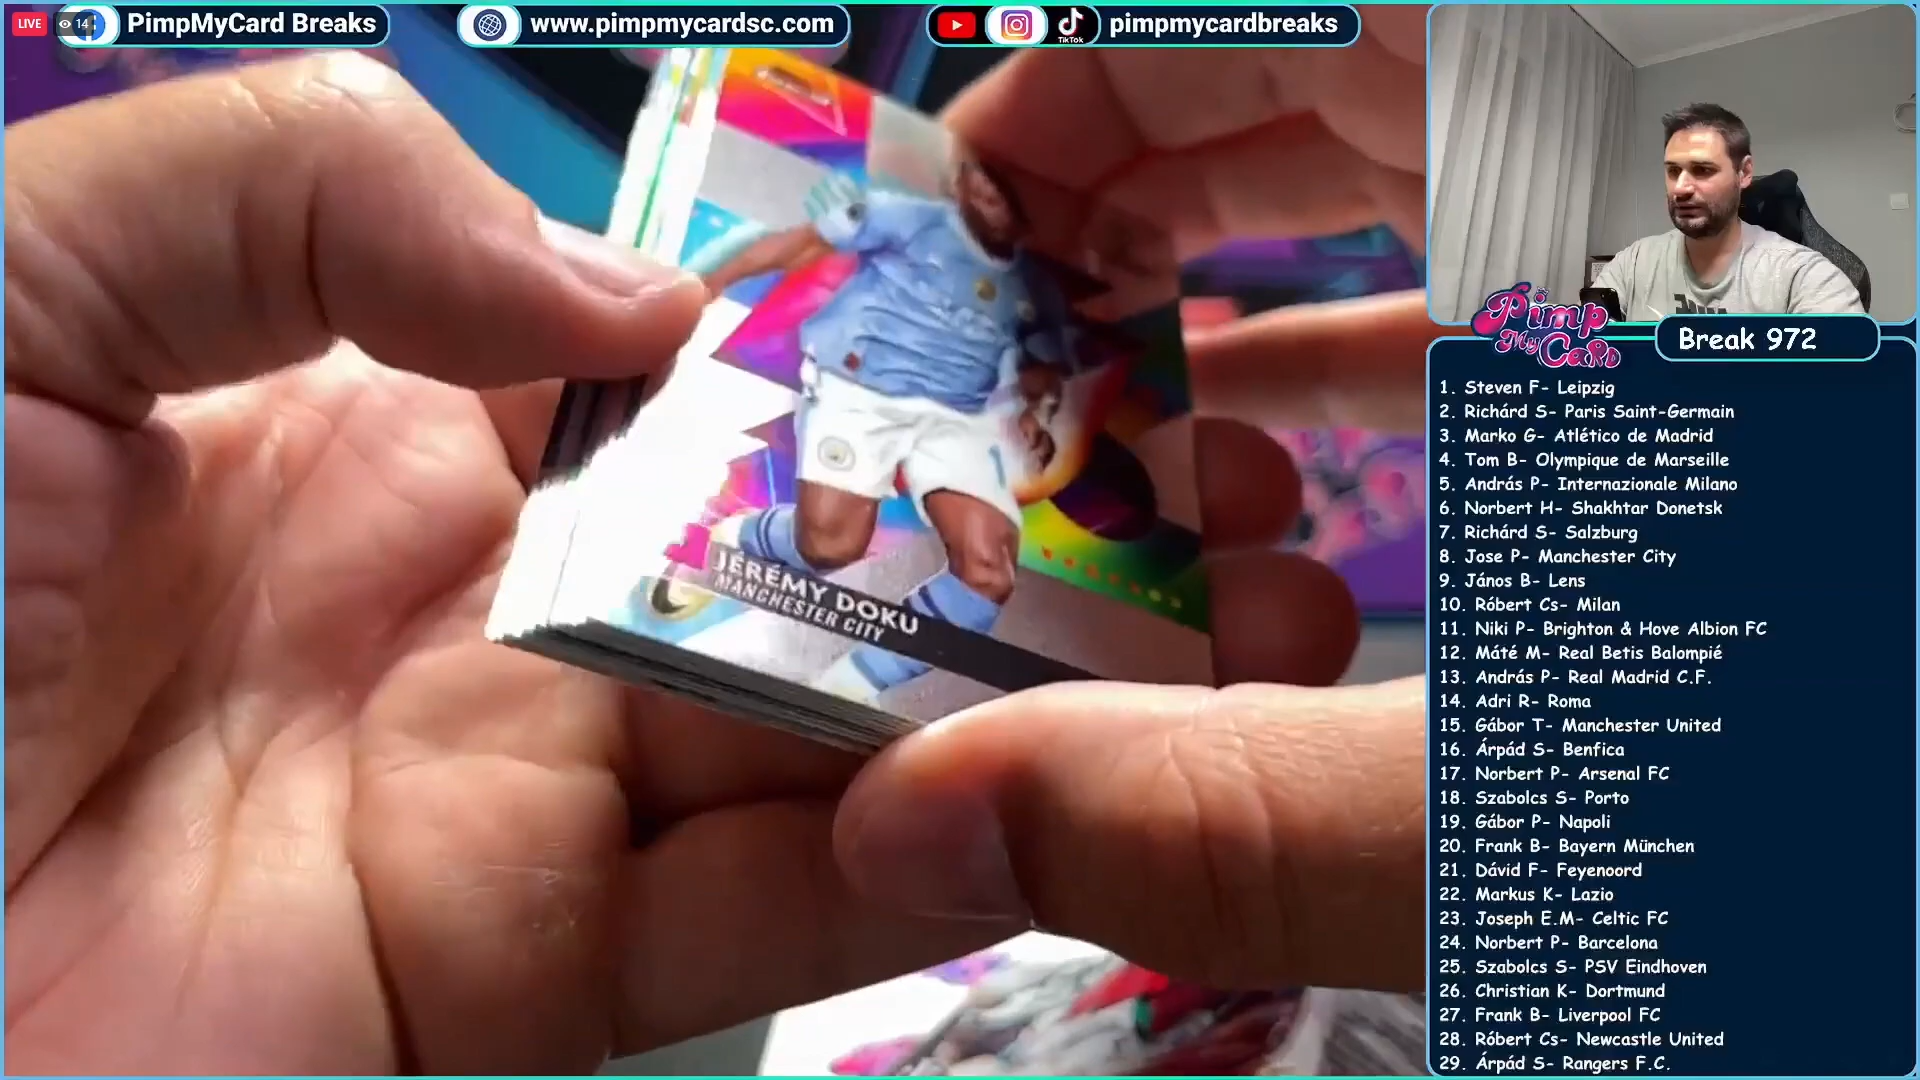 LIVE
14
PimpMyCard Breaks
www.pimpmycardsc.com
TikTok
pimpmycardbreaks
JÉRÉMY DOKU
MANCHESTER CITY
Pimp
My Card
Break 972
1. Steven F- Leipzig
2. Richárd S- Paris Saint-Germain
3. Marko G- Atlético de Madrid
4. Tom B- Olympique de Marseille
5. András P- Internazionale Milano
6. Norbert H- Shakhtar Donetsk
7. Richárd S- Salzburg
8. Jose P- Manchester City
9. János B- Lens
10. Róbert Cs- Milan
11. Niki P- Brighton & Hove Albion FC
12. Máté M- Real Betis Balompié
13. András P- Real Madrid C.F.
14. Adri R- Roma
15. Gábor T- Manchester United
16. Árpád S- Benfica
17. Norbert P- Arsenal FC
18. Szabolcs S- Porto
19. Gábor P- Napoli
20. Frank B- Bayern München
21. Dávid F- Feyenoord
22. Markus K- Lazio
23. Joseph E.M- Celtic FC
24. Norbert P- Barcelona
25. Szabolcs S- PSV Eindhoven
26. Christian K- Dortmund
27. Frank B- Liverpool FC
28. Róbert Cs- Newcastle United
29. Árpád S- Rangers F.C.